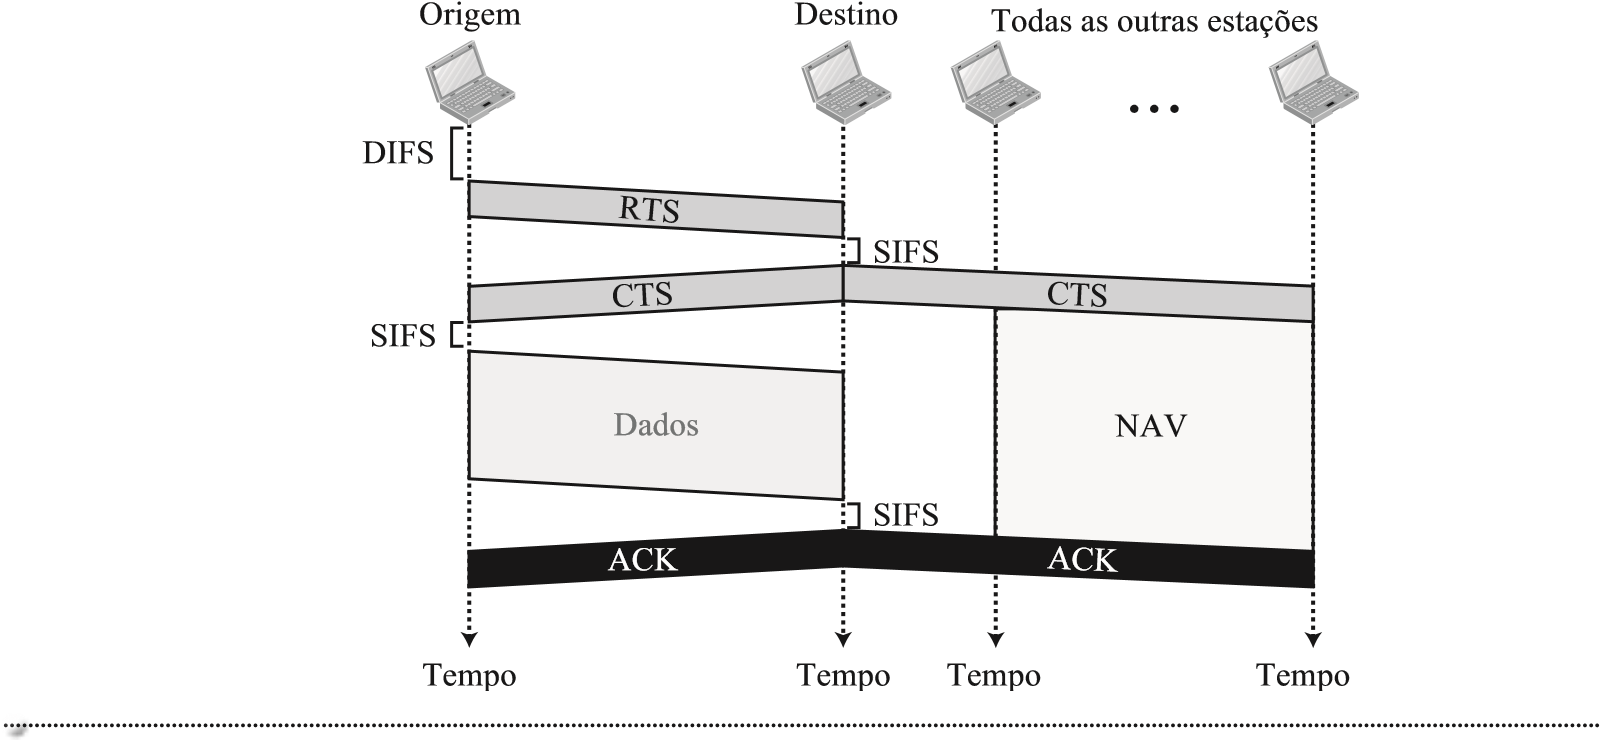 Origem
Destino
Todas as outras estações
...
DIFS
RTS
SIFS
CTS
CTS
SIFS
Dados
NAV
SIFS
ACK
ACK
Tempo
Tempo
Tempo
Tempo